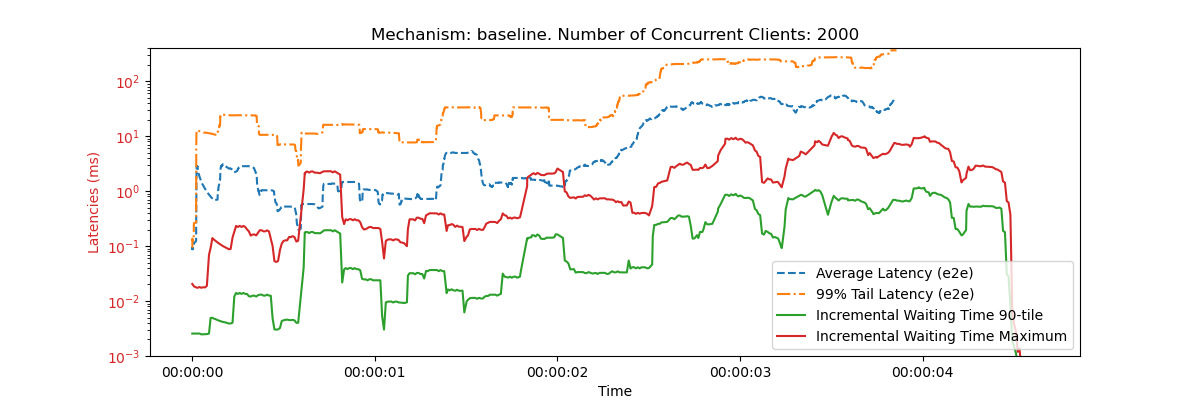 Mechanism: baseline. Number of Concurrent Clients: 2000
Latencies (ms)
10²
10¹
10⁰
10⁻¹
10⁻²
10⁻³
Average Latency (e2e)
99% Tail Latency (e2e)
Incremental Waiting Time 90-tile
Incremental Waiting Time Maximum
00:00:00 00:00:01 00:00:02 00:00:03 00:00:04
Time